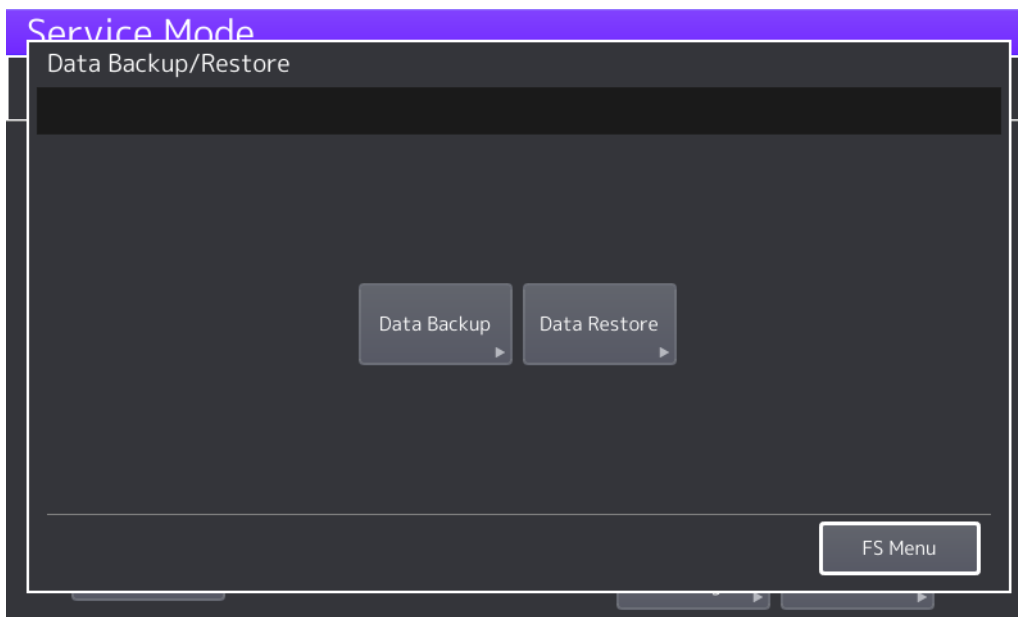 Service Mode
Data Backup/Restore
Data Backup
Data Restore
FS Menu